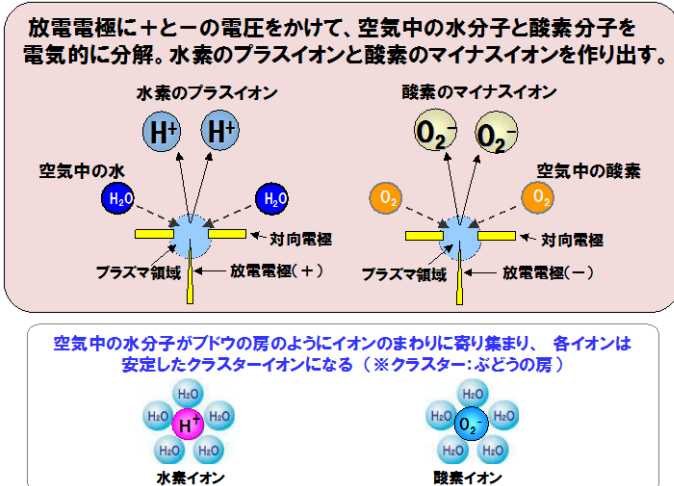 放電電極に＋とーの電圧をかけて、空気中の水分子と酸素分子を
電気的に分解。水素のプラスイオンと酸素のマイナスイオンを作り出す。
水素のプラスイオン
H⁺ H⁺
空気中の水
H₂O H₂O
対向電極
プラズマ領域
放電電極(＋)
酸素のマイナスイオン
O₂⁻ O₂⁻
空気中の酸素
O₂ O₂
対向電極
プラズマ領域
放電電極(－)
空気中の水分子がブドウの房のようにイオンのまわりに寄り集まり、 各イオンは
安定したクラスターイオンになる (※クラスター:ぶどうの房)
H₂O
H₂O H⁺ H₂O
H₂O H₂O
水素イオン
H₂O
H₂O O₂⁻ H₂O
H₂O H₂O
酸素イオン